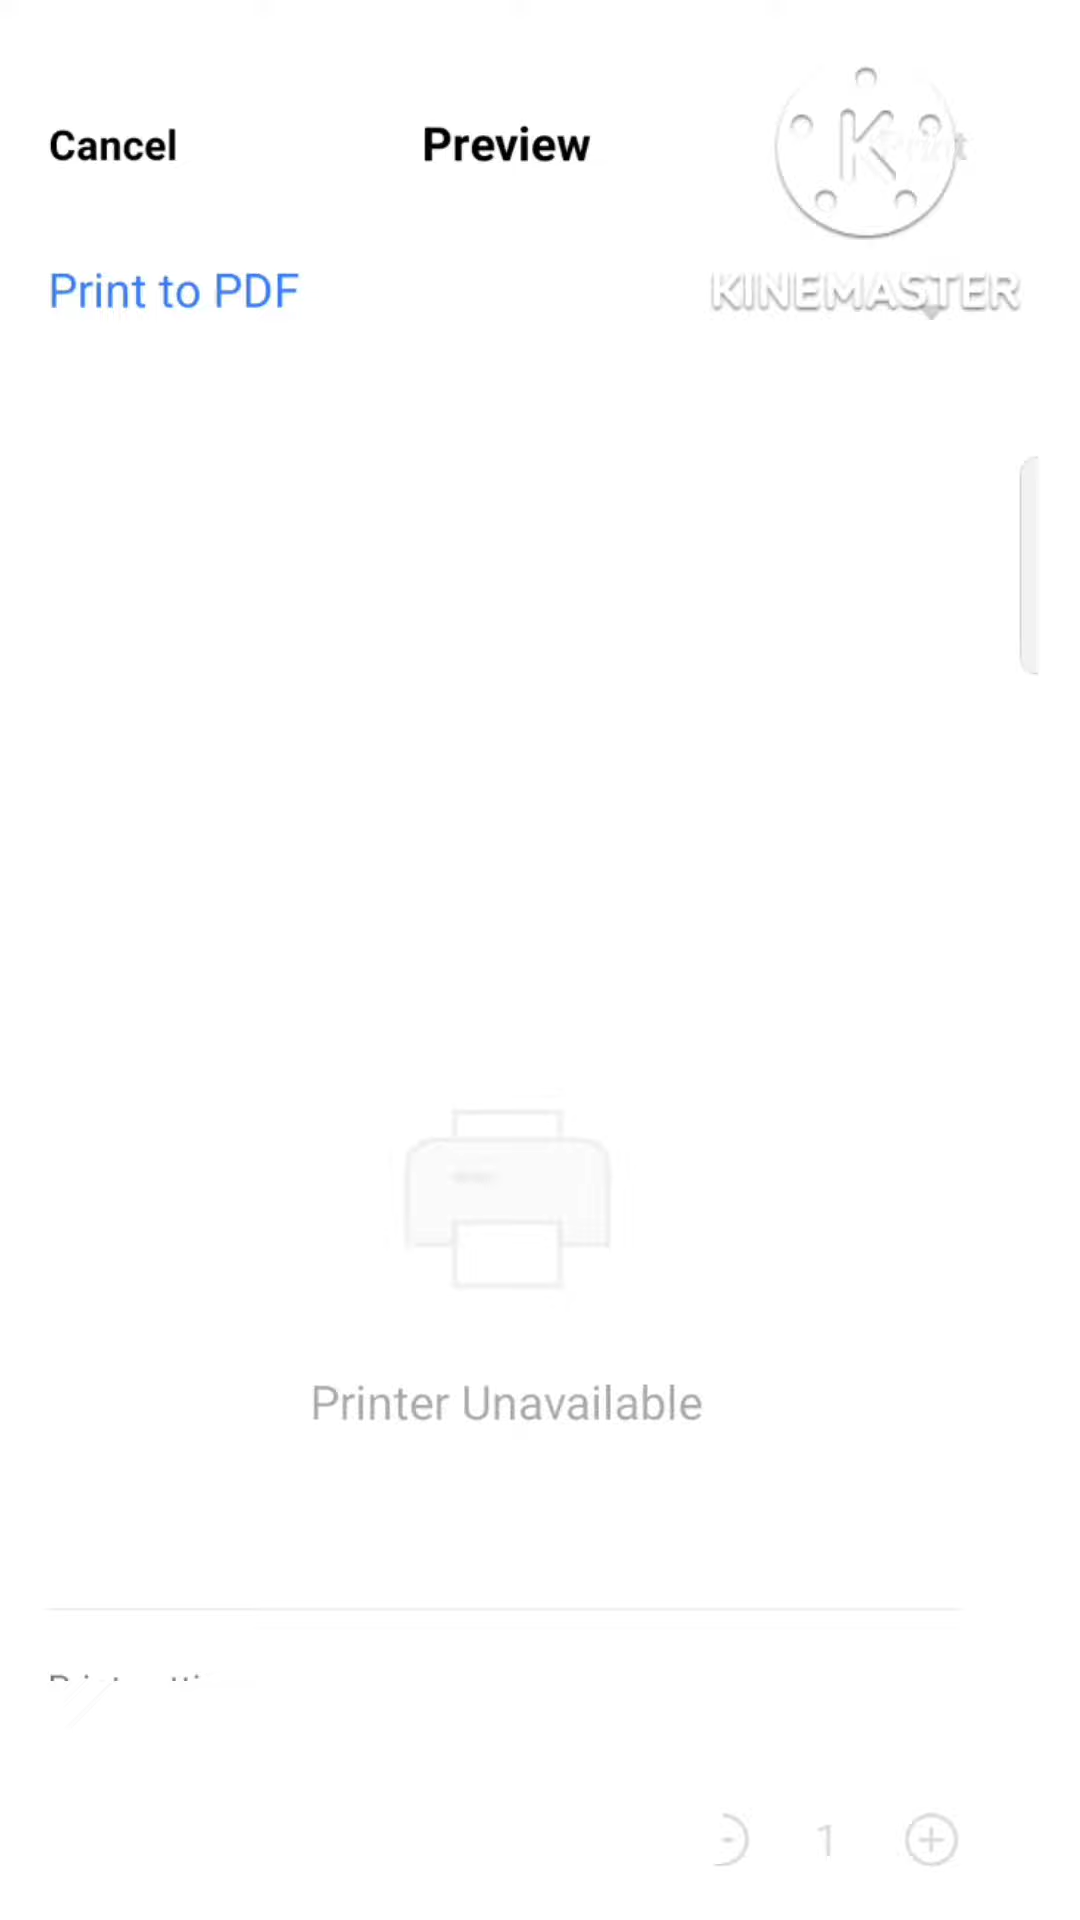 Cancel
Preview
Print to PDF
KINEMASTER
Printer Unavailable
1